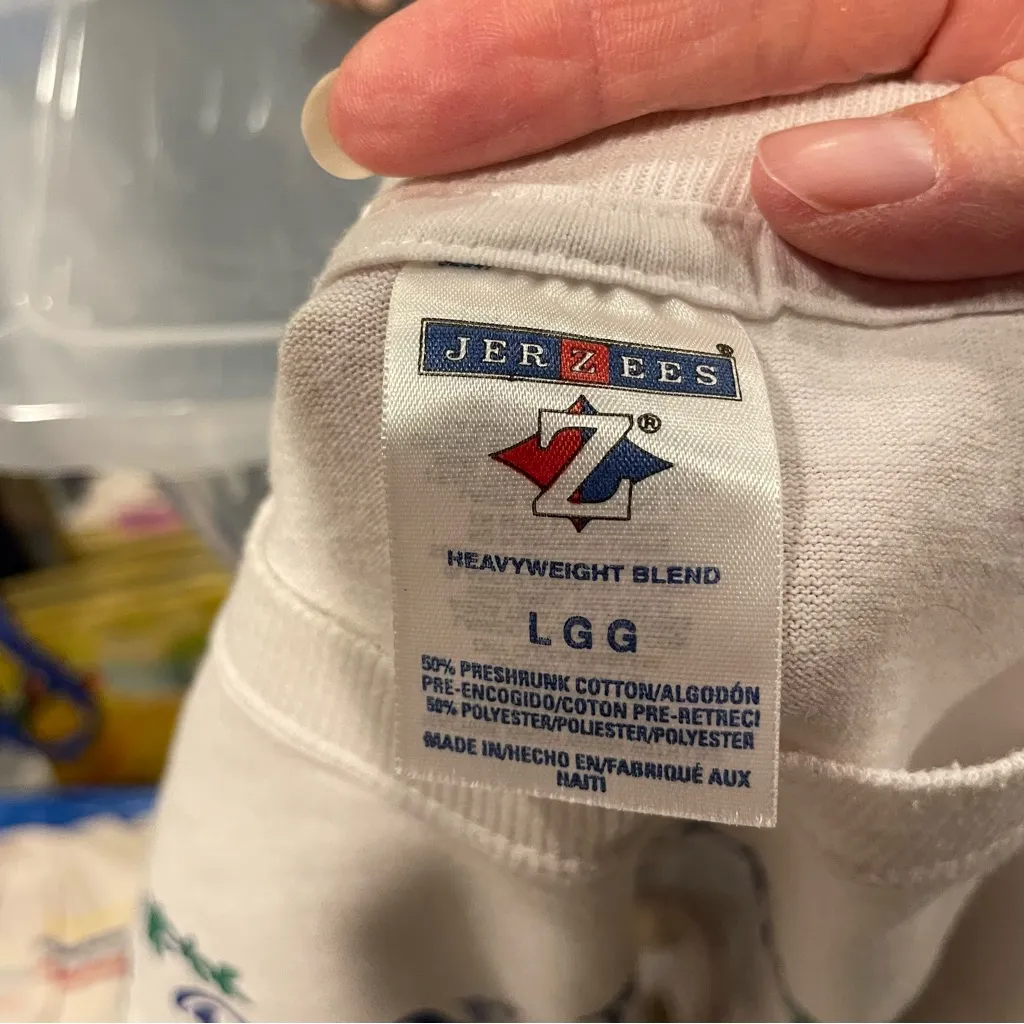 JERZEES®
Z®
HEAVYWEIGHT BLEND
L G G
50% PRESHRUNK COTTON/ALGODÓN
PRE-ENCOGIDO/COTON PRE-RETRECI
50% POLYESTER/POLIESTER/POLYESTER
MADE IN/HECHO EN/FABRIQUÉ AUX
HAITI